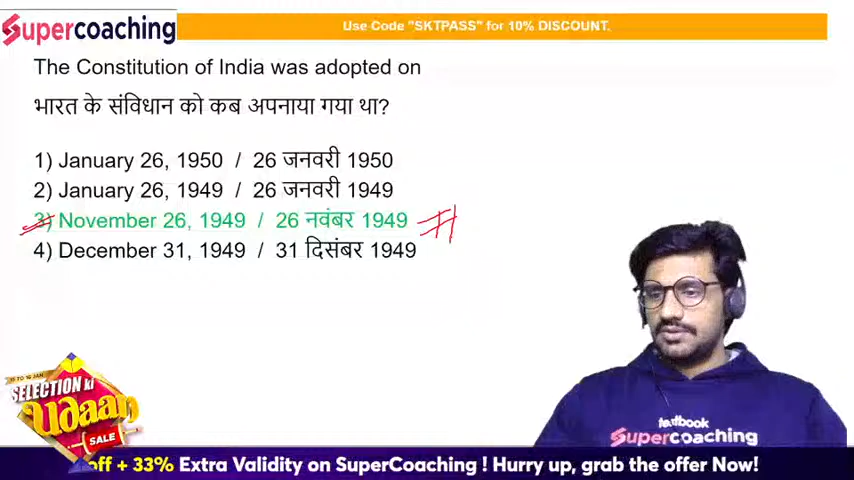 Supercoaching
Use Code "SKTPASS" for 10% DISCOUNT.
The Constitution of India was adopted on
भारत के संविधान को कब अपनाया गया था?
1) January 26, 1950 / 26 जनवरी 1950
2) January 26, 1949 / 26 जनवरी 1949
3) November 26, 1949 / 26 नवंबर 1949
4) December 31, 1949 / 31 दिसंबर 1949
SELECTION Ki
UDAAN
SALE
testbook
Supercoaching
off + 33% Extra Validity on SuperCoaching ! Hurry up, grab the offer Now!